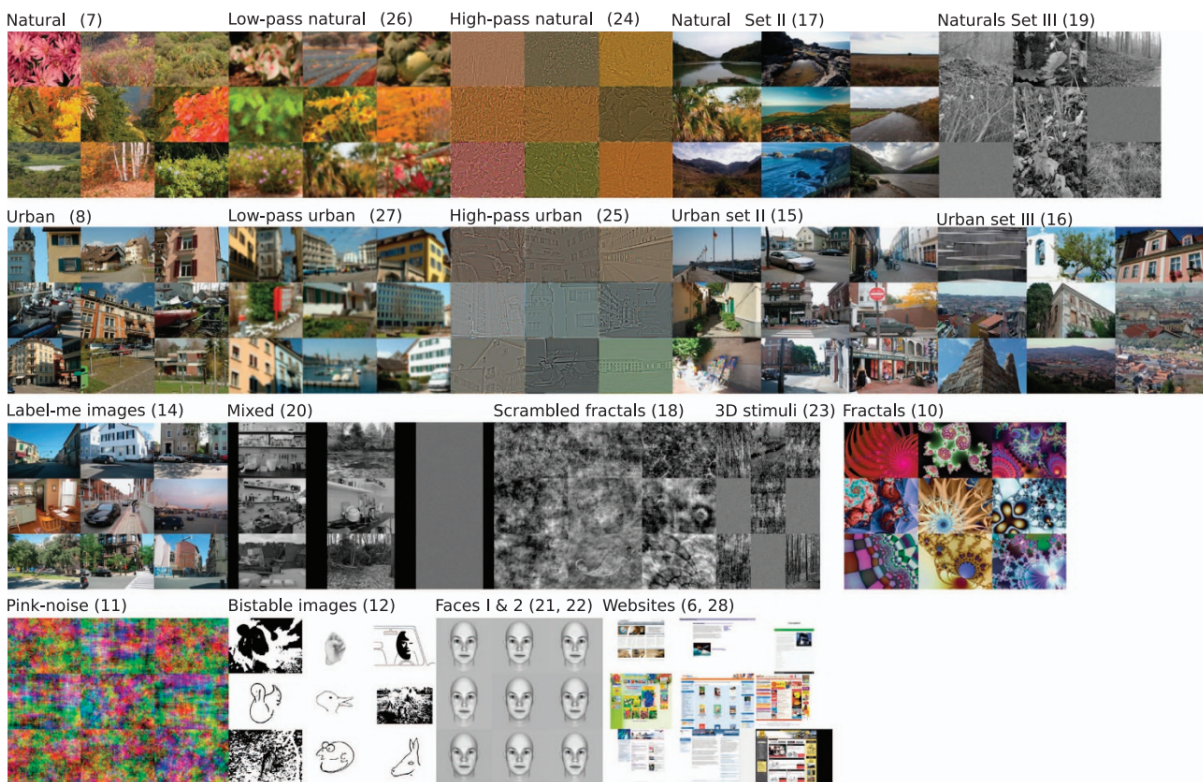 Natural (7)
Low-pass natural (26)
High-pass natural (24)
Natural Set II (17)
Naturals Set III (19)
Urban (8)
Low-pass urban (27)
High-pass urban (25)
Urban set II (15)
Urban set III (16)
Label-me images (14)
Mixed (20)
Scrambled fractals (18)
3D stimuli (23)
Fractals (10)
Pink-noise (11)
Bistable images (12)
Faces I & 2 (21, 22)
Websites (6, 28)